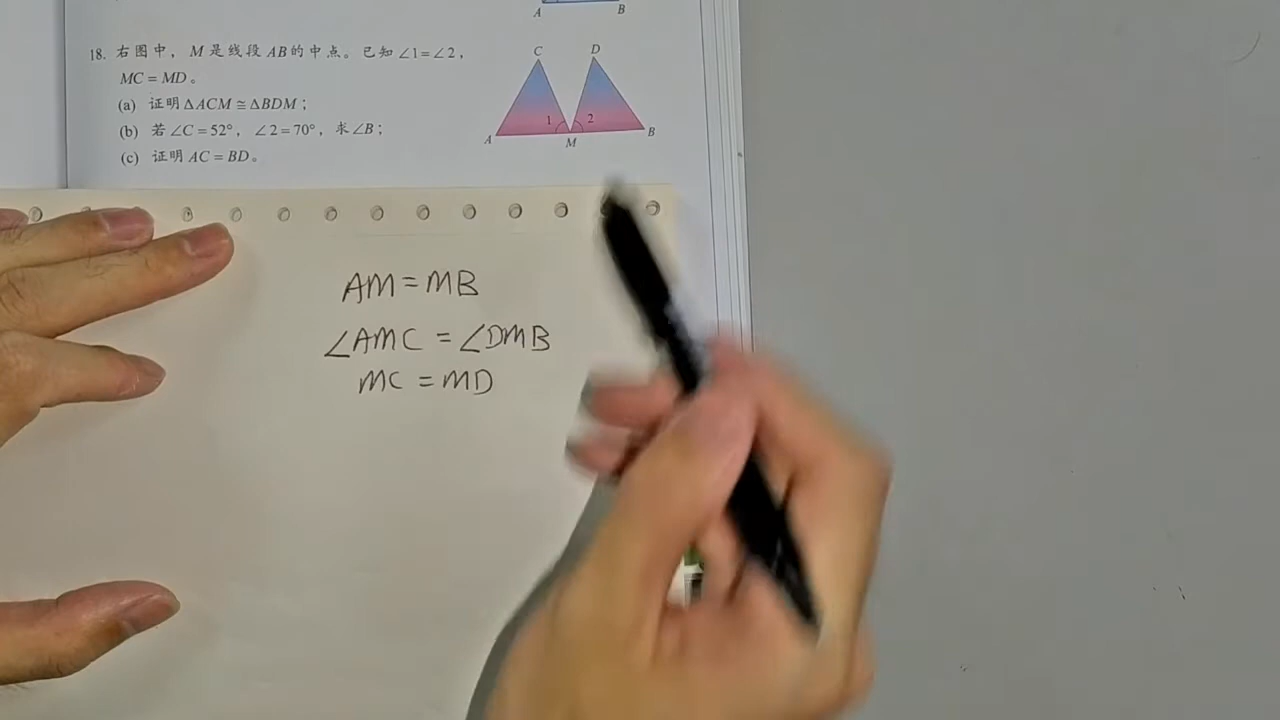 A B
18. 右图中，M 是线段 AB 的中点。已知 ∠1=∠2，
MC = MD。
(a) 证明 ΔACM ≅ ΔBDM；
(b) 若 ∠C = 52°，∠2 = 70°，求 ∠B；
(c) 证明 AC = BD。
C D
1 2
A M B
AM = MB
∠AMC = ∠DMB
MC = MD